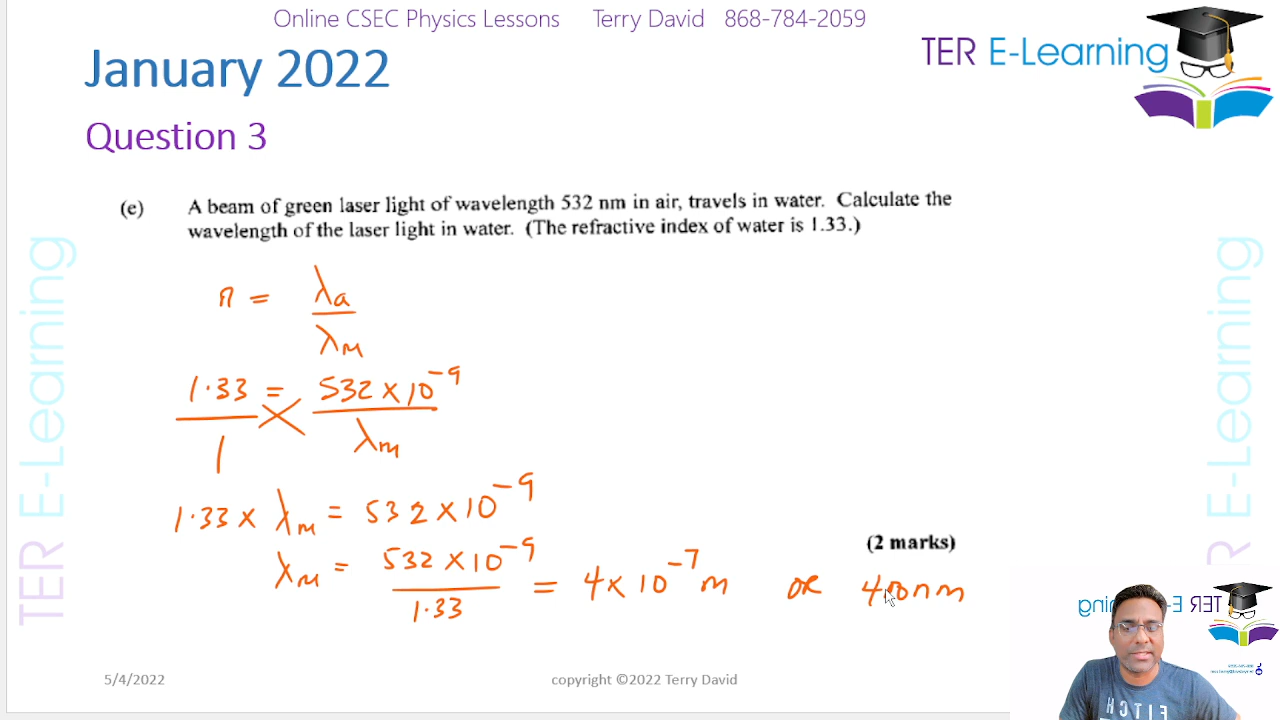 Online CSEC Physics Lessons Terry David 868-784-2059
TER E-Learning
January 2022
Question 3
(e) A beam of green laser light of wavelength 532 nm in air, travels in water. Calculate the
wavelength of the laser light in water. (The refractive index of water is 1.33.)
n = λa
λm
1.33 = 532 × 10⁻⁹
1 λm
1.33 × λm = 532 × 10⁻⁹
(2 marks)
λm = 532 × 10⁻⁹ = 4 × 10⁻⁷ m or 400nm
1.33
TER E-Learning
TER E-Learning
TER E-Learning
FITCH
5/4/2022 copyright ©2022 Terry David